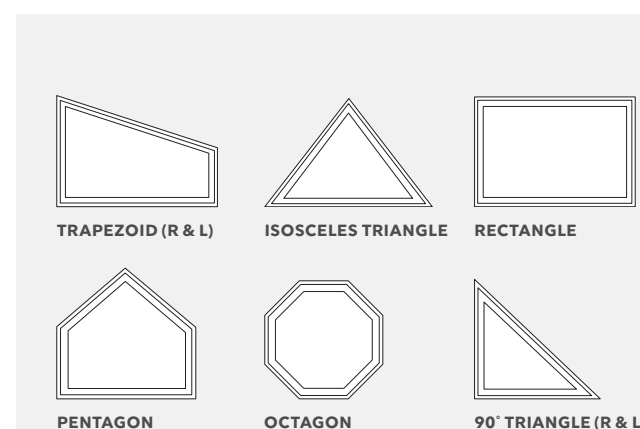 TRAPEZOID (R & L)
ISOSCELES TRIANGLE
RECTANGLE
PENTAGON
OCTAGON
90° TRIANGLE (R & L